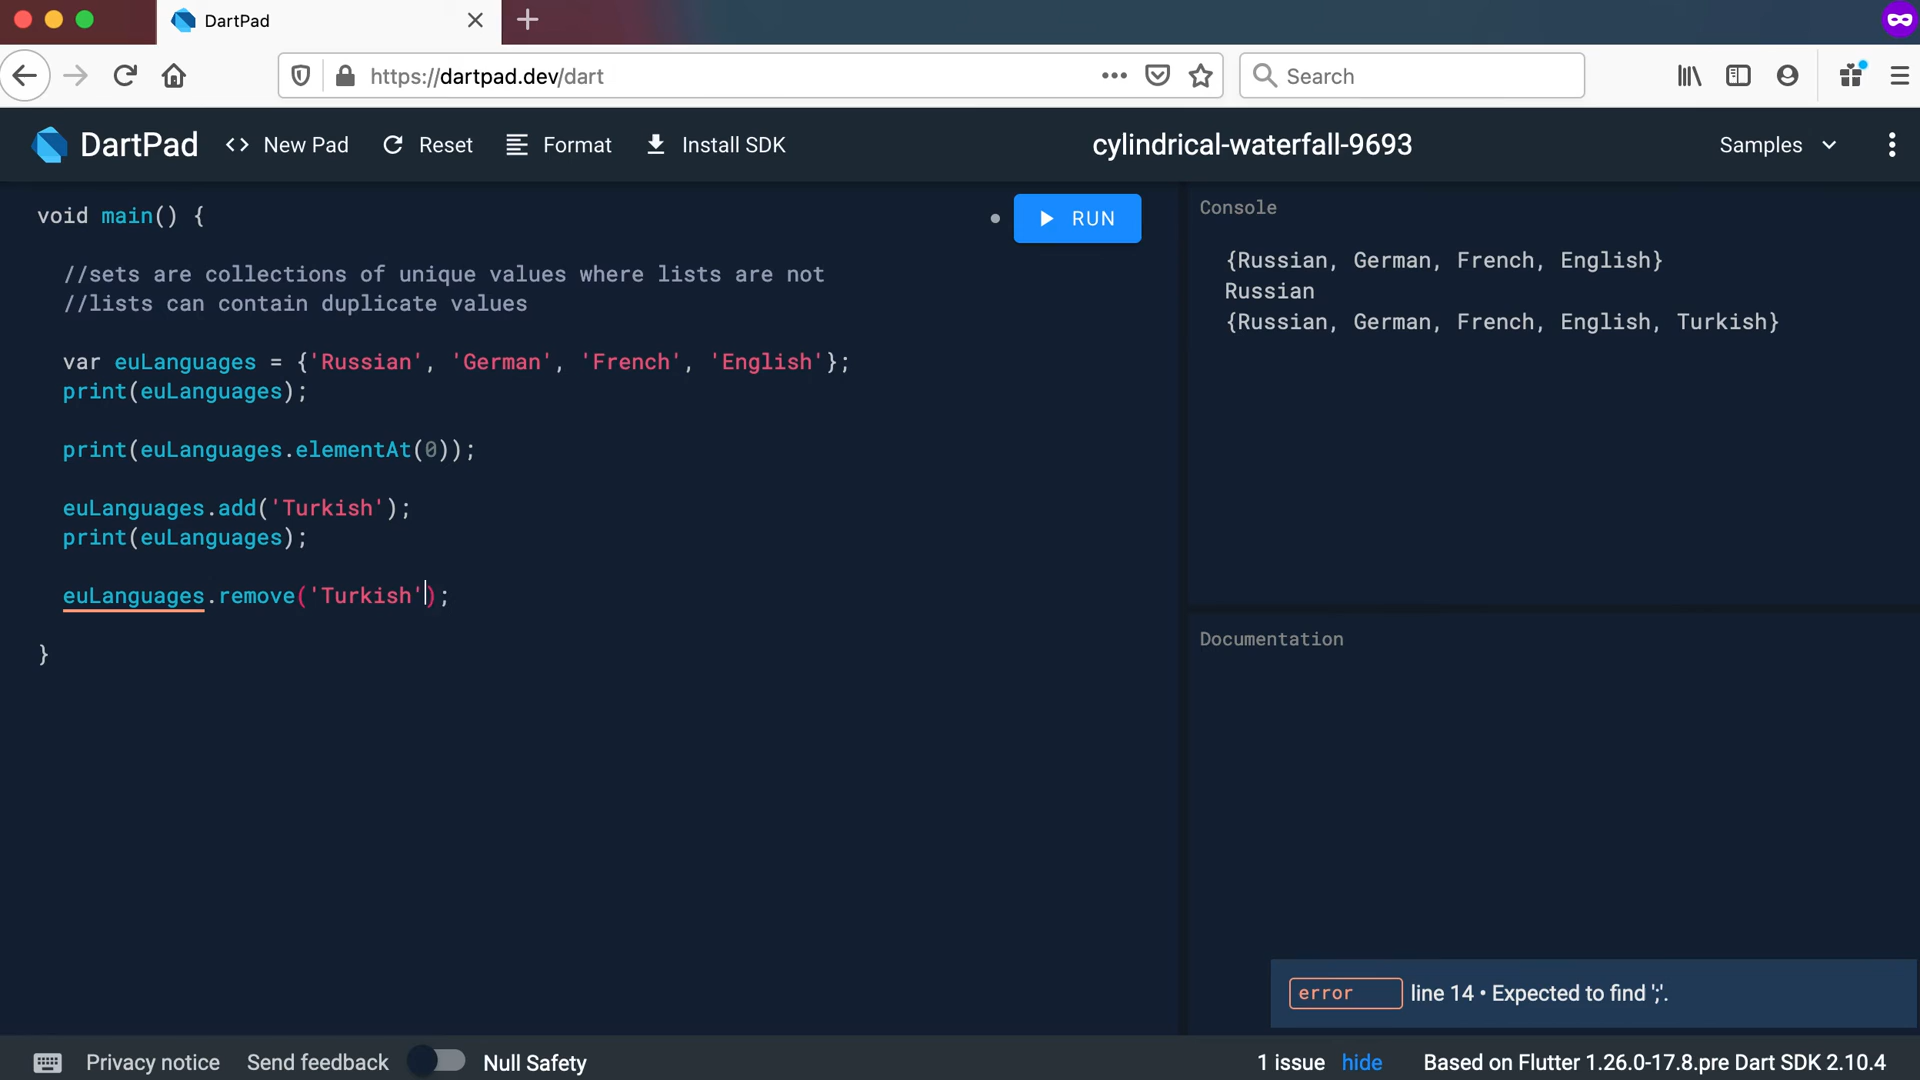 DartPad
https://dartpad.dev/dart
Search
DartPad
New Pad
Reset
Format
Install SDK
cylindrical-waterfall-9693
Samples
void main() {
//sets are collections of unique values where lists are not
//lists can contain duplicate values
var euLanguages = {'Russian', 'German', 'French', 'English'};
print(euLanguages);
print(euLanguages.elementAt(0));
euLanguages.add('Turkish');
print(euLanguages);
euLanguages.remove('Turkish');
}
RUN
Console
{Russian, German, French, English}
Russian
{Russian, German, French, English, Turkish}
Documentation
error line 14 • Expected to find ';'.
Privacy notice
Send feedback
Null Safety
1 issue hide
Based on Flutter 1.26.0-17.8.pre Dart SDK 2.10.4